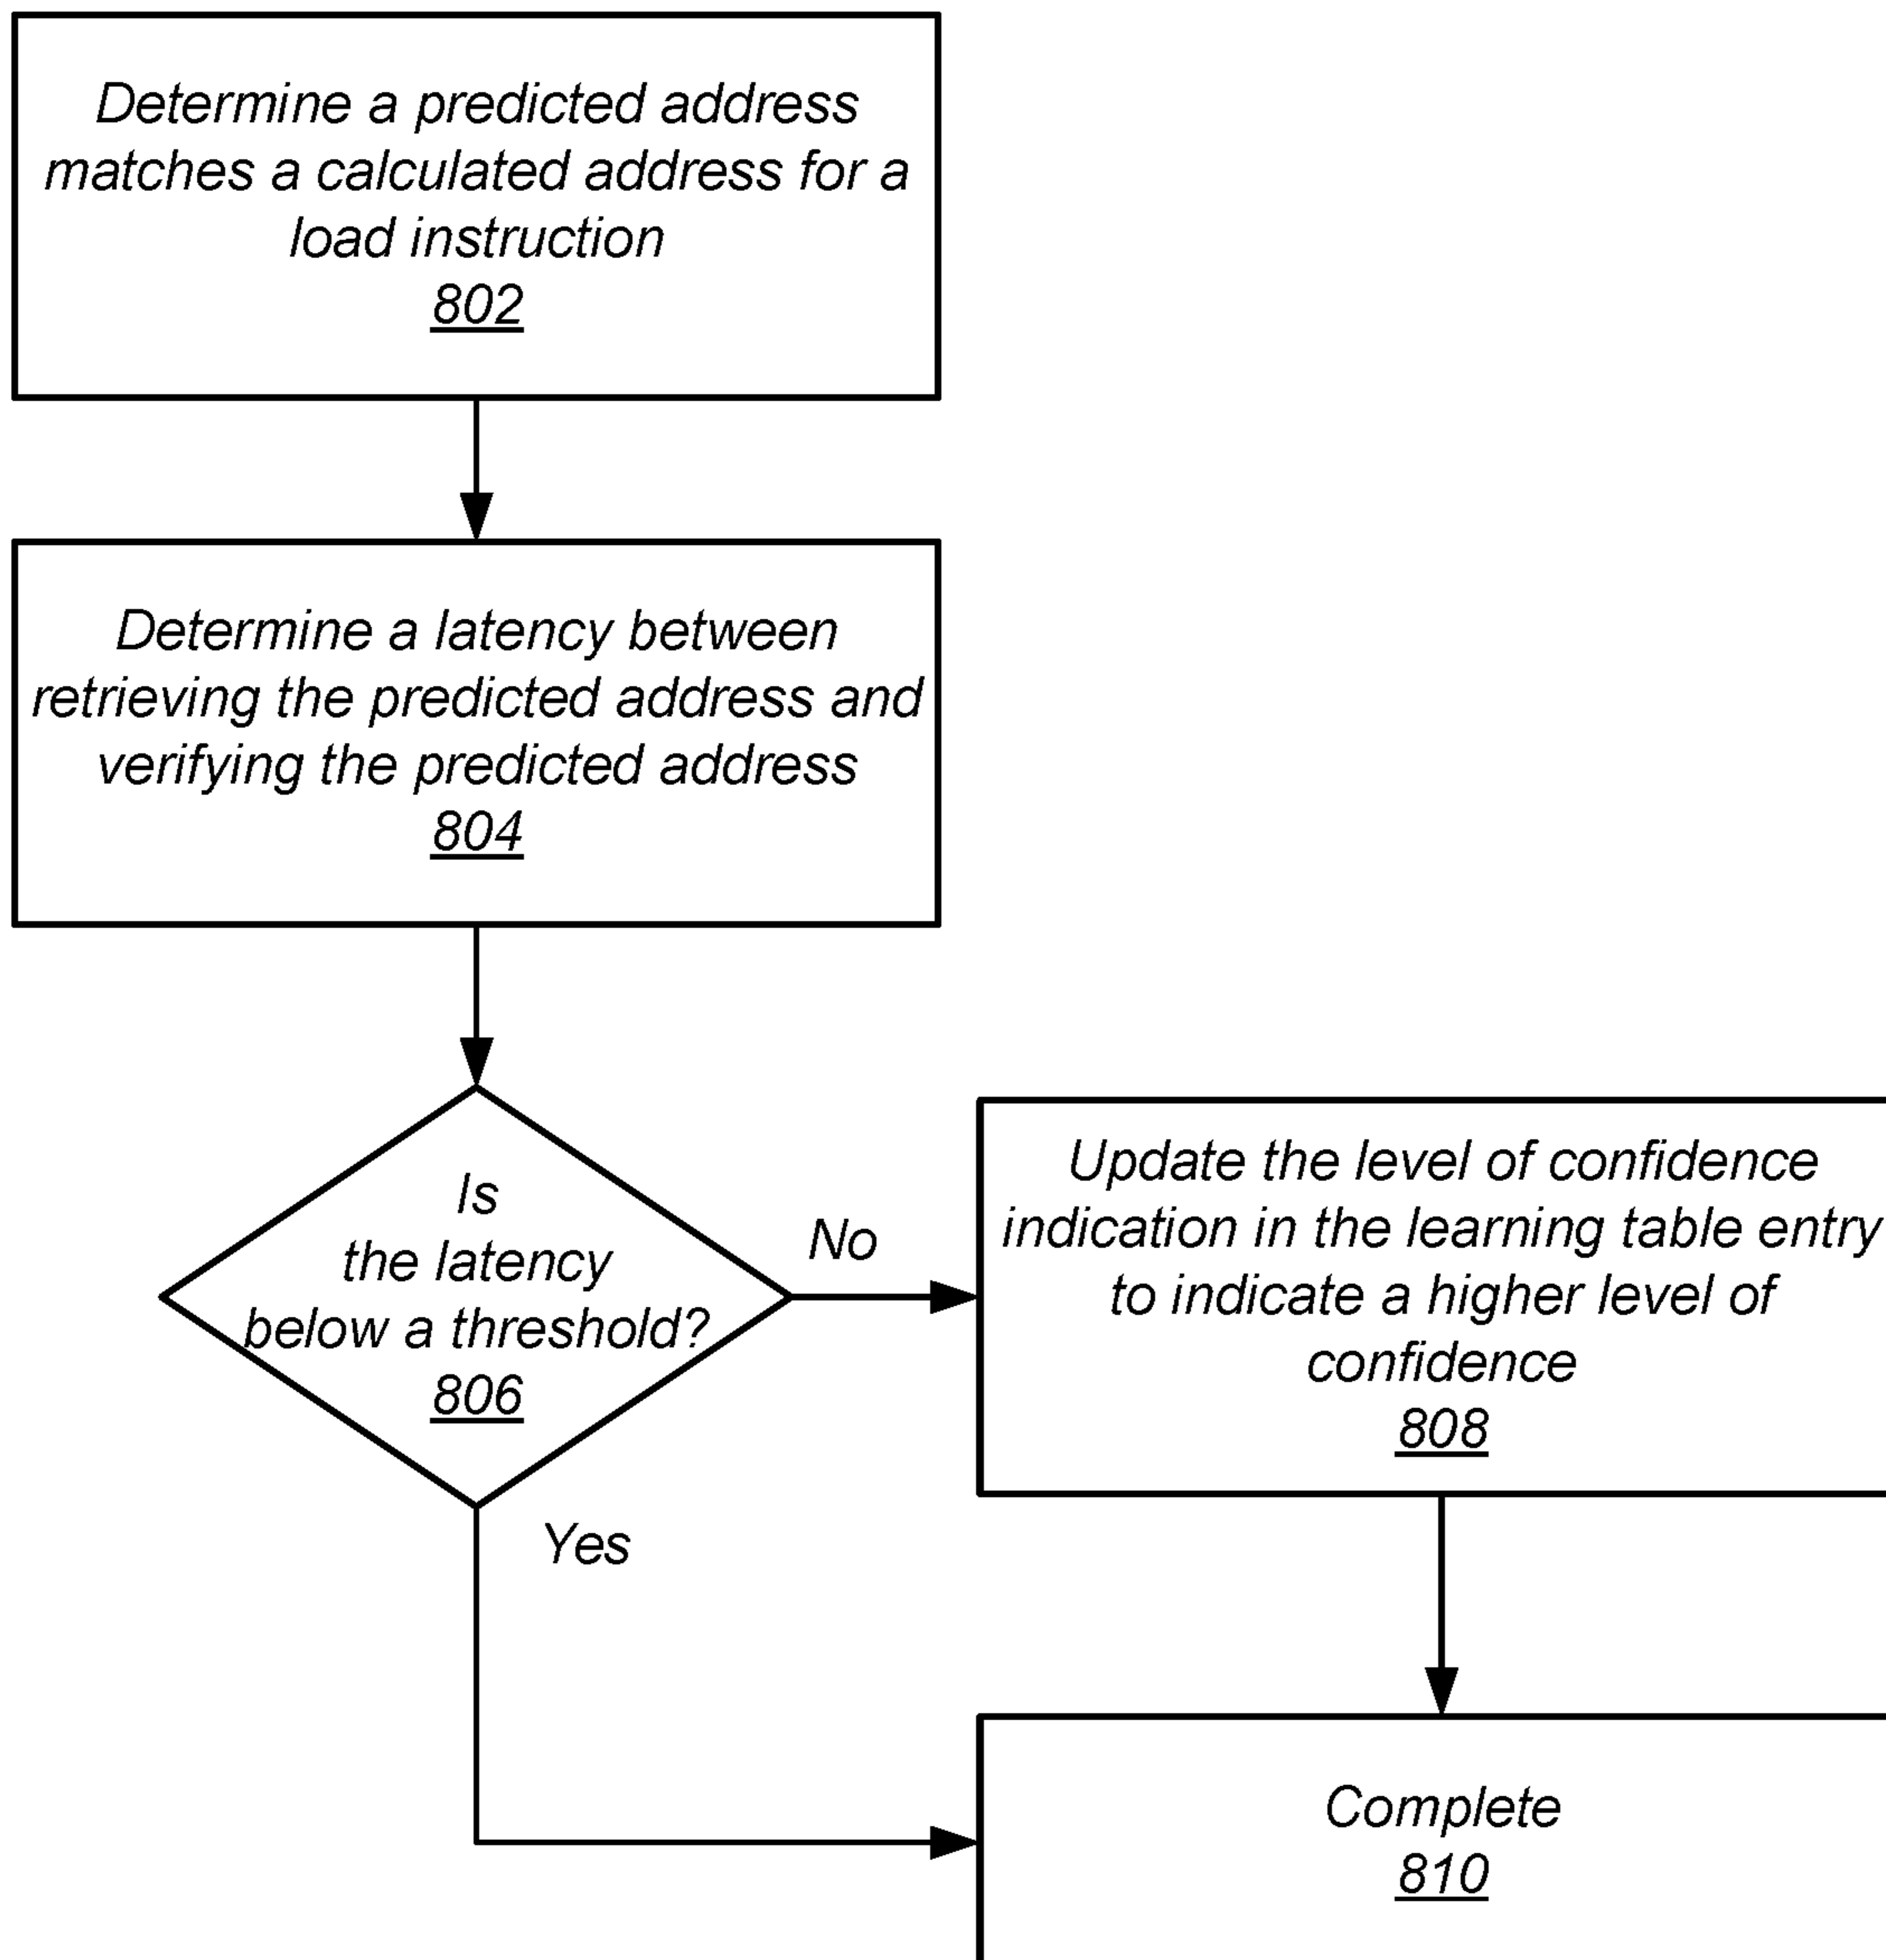 Determine a predicted address
matches a calculated address for a
load instruction
802
Determine a latency between
retrieving the predicted address and
verifying the predicted address
804
Is
the latency
below a threshold?
806
No
Yes
Update the level of confidence
indication in the learning table entry
to indicate a higher level of
confidence
808
Complete
810